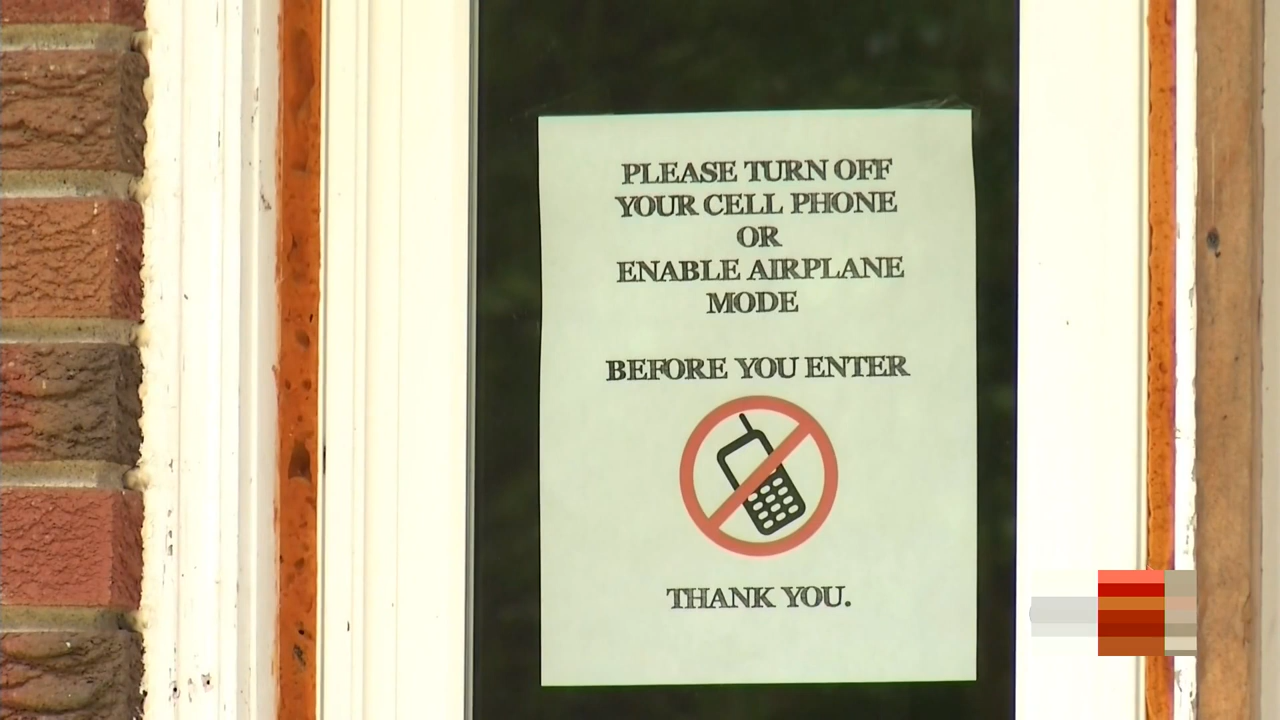 PLEASE TURN OFF
YOUR CELL PHONE
OR
ENABLE AIRPLANE
MODE
BEFORE YOU ENTER
THANK YOU.